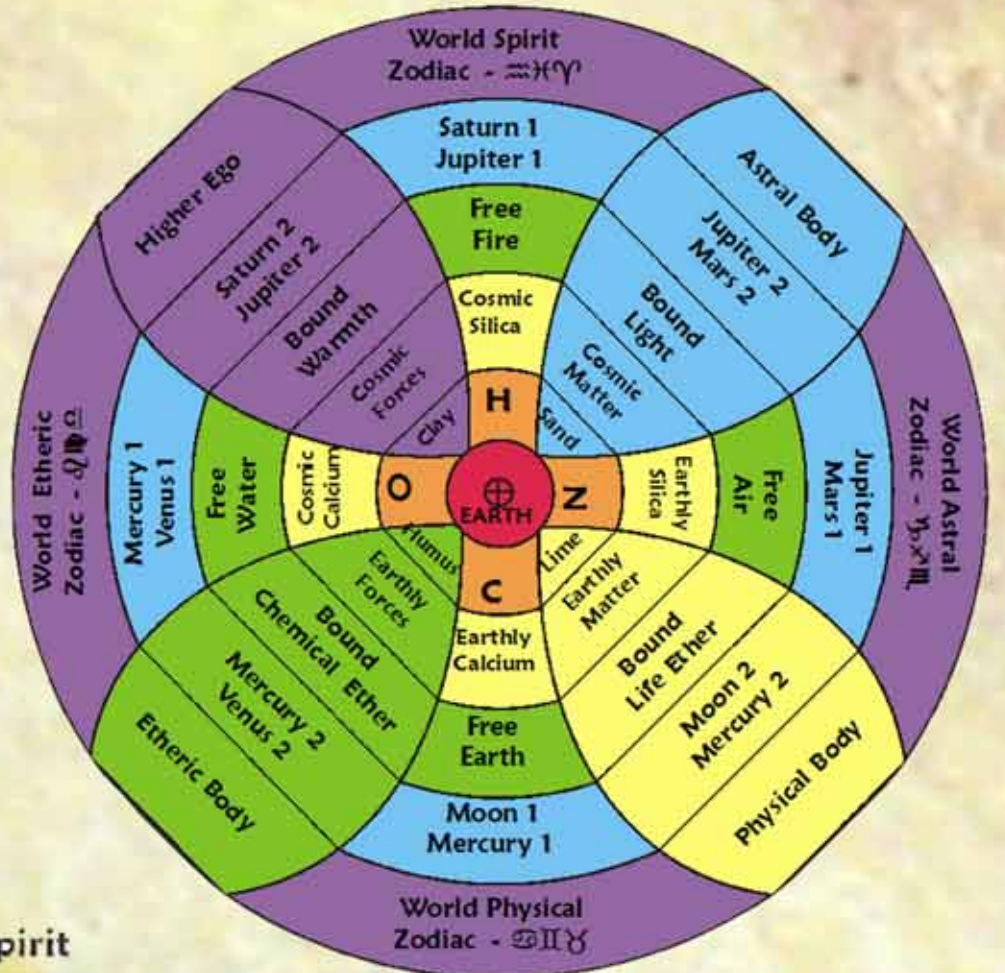 World Spirit
Zodiac - ♒♓♈
Saturn 1
Jupiter 1
Free
Fire
Cosmic
Silica
H
Higher Ego
Saturn 2
Jupiter 2
Bound
Warmth
Cosmic
Forces
Clay
Astral Body
Jupiter 2
Mars 2
Bound
Light
Cosmic
Matter
Sand
World Etheric
Zodiac - ♌♍♎
Mercury 1
Venus 1
Free
Water
Cosmic
Calcium
O
⊕
EARTH
N
Earthly
Silica
Free
Air
Jupiter 1
Mars 1
World Astral
Zodiac - ♑♐♏
Humus
Earthly
Forces
Bound
Chemical Ether
Mercury 2
Venus 2
Etheric Body
Lime
Earthly
Matter
Bound
Life Ether
Moon 2
Mercury 2
Physical Body
C
Earthly
Calcium
Free
Earth
Moon 1
Mercury 1
World Physical
Zodiac - ♋♊♉
pirit